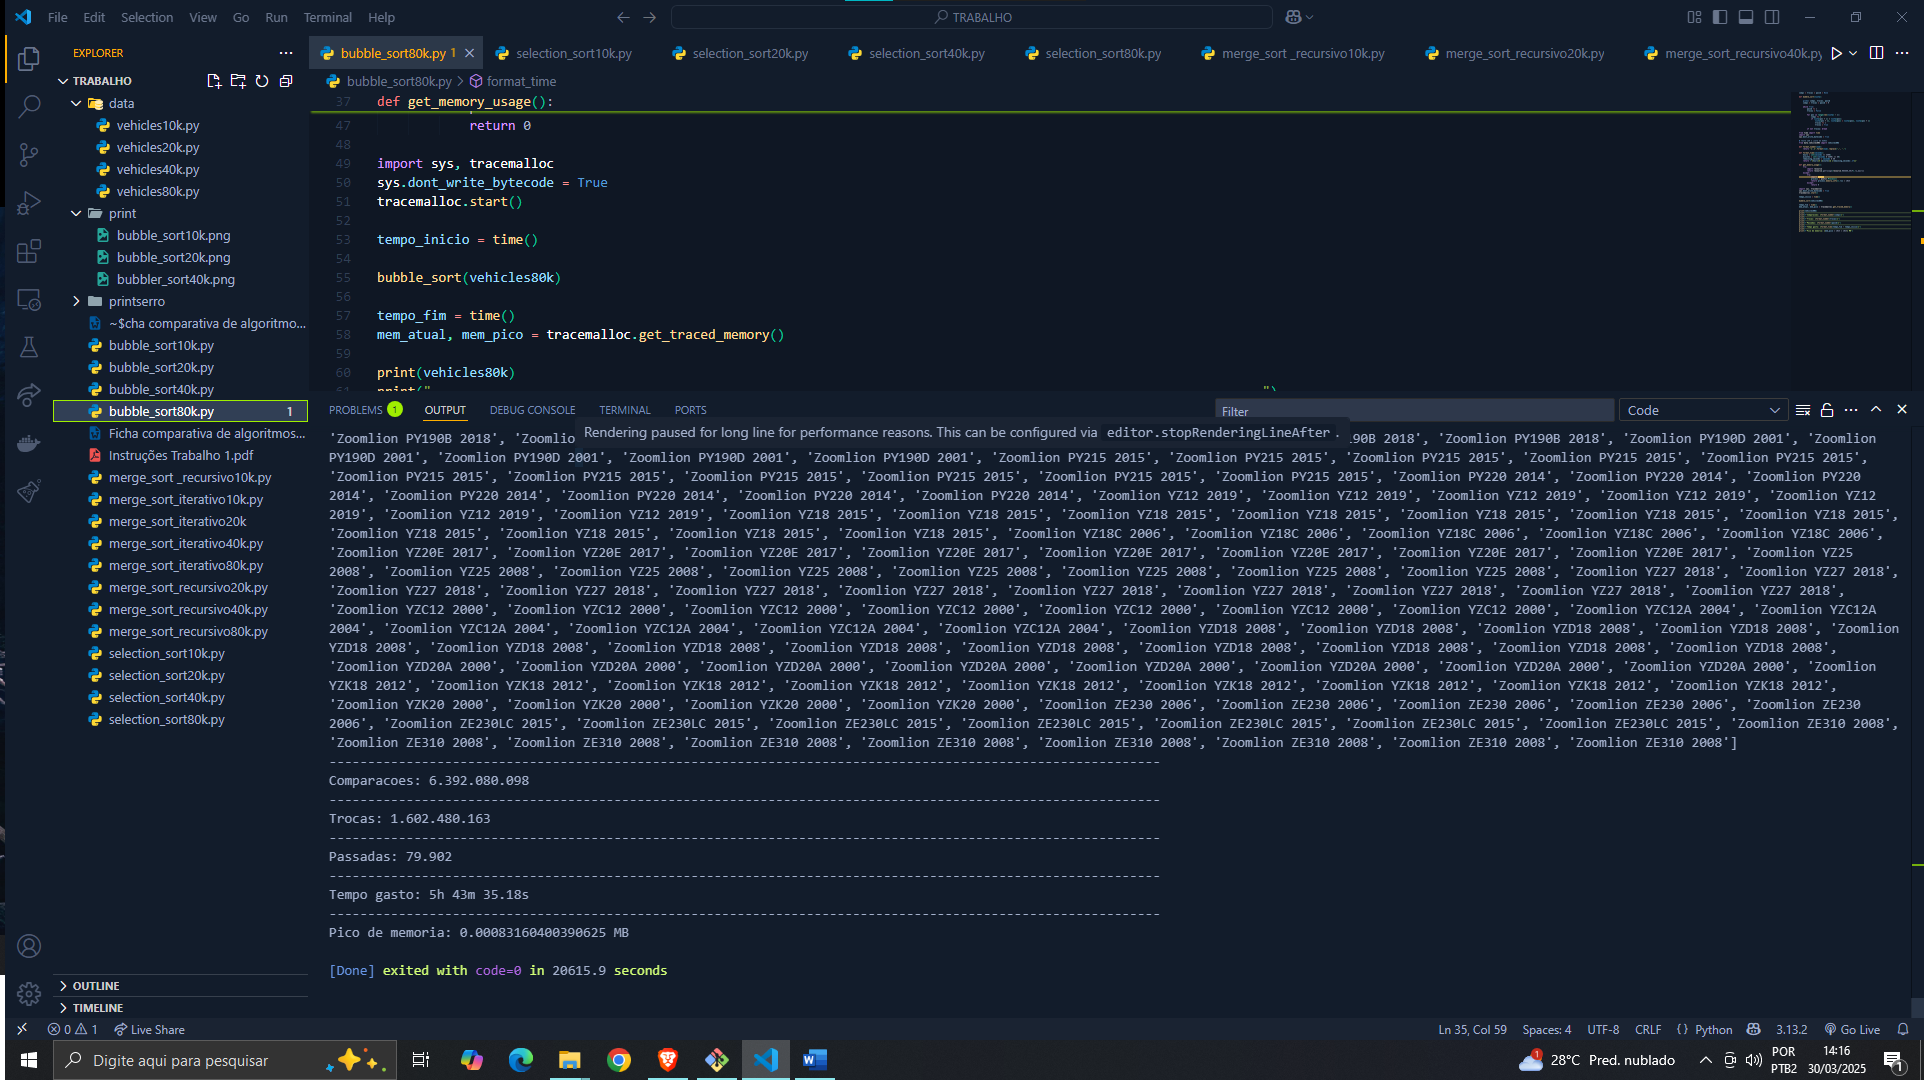 File Edit Selection View Go Run Terminal Help
TRABALHO
EXPLORER
bubble_sort80k.py 1
selection_sort10k.py
selection_sort20k.py
selection_sort40k.py
selection_sort80k.py
merge_sort _recursivo10k.py
merge_sort_recursivo20k.py
merge_sort_recursivo40k.py
TRABALHO
data
vehicles10k.py
vehicles20k.py
vehicles40k.py
vehicles80k.py
print
bubble_sort10k.png
bubble_sort20k.png
bubbler_sort40k.png
printserro
~$cha comparativa de algoritmo...
bubble_sort10k.py
bubble_sort20k.py
bubble_sort40k.py
bubble_sort80k.py 1
Ficha comparativa de algoritmos...
Instruções Trabalho 1.pdf
merge_sort _recursivo10k.py
merge_sort_iterativo10k.py
merge_sort_iterativo20k
merge_sort_iterativo40k.py
merge_sort_iterativo80k.py
merge_sort_recursivo20k.py
merge_sort_recursivo40k.py
merge_sort_recursivo80k.py
selection_sort10k.py
selection_sort20k.py
selection_sort40k.py
selection_sort80k.py
OUTLINE
TIMELINE
bubble_sort80k.py > format_time
37 def get_memory_usage():
47 return 0
48
49 import sys, tracemalloc
50 sys.dont_write_bytecode = True
51 tracemalloc.start()
52
53 tempo_inicio = time()
54
55 bubble_sort(vehicles80k)
56
57 tempo_fim = time()
58 mem_atual, mem_pico = tracemalloc.get_traced_memory()
59
60 print(vehicles80k)
PROBLEMS 1 OUTPUT DEBUG CONSOLE TERMINAL PORTS
Filter
Code
Rendering paused for long line for performance reasons. This can be configured via editor.stopRenderingLineAfter.
'Zoomlion PY190B 2018', 'Zoomlion PY190B 2018', 'Zoomlion PY190B 2018', 'Zoomlion PY190D 2001', 'Zoomlion
PY190D 2001', 'Zoomlion PY190D 2001', 'Zoomlion PY190D 2001', 'Zoomlion PY190D 2001', 'Zoomlion PY215 2015', 'Zoomlion PY215 2015', 'Zoomlion PY215 2015', 'Zoomlion PY215 2015', 'Zoomlion PY215 2015',
'Zoomlion PY215 2015', 'Zoomlion PY215 2015', 'Zoomlion PY215 2015', 'Zoomlion PY215 2015', 'Zoomlion PY215 2015', 'Zoomlion PY215 2015', 'Zoomlion PY220 2014', 'Zoomlion PY220 2014', 'Zoomlion PY220
2014', 'Zoomlion PY220 2014', 'Zoomlion PY220 2014', 'Zoomlion PY220 2014', 'Zoomlion YZ12 2019', 'Zoomlion YZ12 2019', 'Zoomlion YZ12 2019', 'Zoomlion YZ12 2019', 'Zoomlion YZ12
2019', 'Zoomlion YZ12 2019', 'Zoomlion YZ12 2019', 'Zoomlion YZ18 2015', 'Zoomlion YZ18 2015', 'Zoomlion YZ18 2015', 'Zoomlion YZ18 2015', 'Zoomlion YZ18 2015', 'Zoomlion YZ18 2015', 'Zoomlion YZ18 2015',
'Zoomlion YZ18 2015', 'Zoomlion YZ18 2015', 'Zoomlion YZ18 2015', 'Zoomlion YZ18 2015', 'Zoomlion YZ18C 2006', 'Zoomlion YZ18C 2006', 'Zoomlion YZ18C 2006', 'Zoomlion YZ18C 2006', 'Zoomlion YZ18C 2006',
'Zoomlion YZ20E 2017', 'Zoomlion YZ20E 2017', 'Zoomlion YZ20E 2017', 'Zoomlion YZ20E 2017', 'Zoomlion YZ20E 2017', 'Zoomlion YZ20E 2017', 'Zoomlion YZ20E 2017', 'Zoomlion YZ25
2008', 'Zoomlion YZ25 2008', 'Zoomlion YZ25 2008', 'Zoomlion YZ25 2008', 'Zoomlion YZ25 2008', 'Zoomlion YZ25 2008', 'Zoomlion YZ25 2008', 'Zoomlion YZ27 2018', 'Zoomlion YZ27 2018',
'Zoomlion YZ27 2018', 'Zoomlion YZ27 2018', 'Zoomlion YZ27 2018', 'Zoomlion YZ27 2018', 'Zoomlion YZ27 2018', 'Zoomlion YZ27 2018', 'Zoomlion YZ27 2018', 'Zoomlion YZ27 2018',
'Zoomlion YZC12 2000', 'Zoomlion YZC12 2000', 'Zoomlion YZC12 2000', 'Zoomlion YZC12 2000', 'Zoomlion YZC12 2000', 'Zoomlion YZC12 2000', 'Zoomlion YZC12 2000', 'Zoomlion YZC12A 2004', 'Zoomlion YZC12A
2004', 'Zoomlion YZC12A 2004', 'Zoomlion YZC12A 2004', 'Zoomlion YZC12A 2004', 'Zoomlion YZD18 2008', 'Zoomlion YZD18 2008', 'Zoomlion YZD18 2008', 'Zoomlion YZD18 2008', 'Zoomlion
YZD18 2008', 'Zoomlion YZD18 2008', 'Zoomlion YZD18 2008', 'Zoomlion YZD18 2008', 'Zoomlion YZD18 2008', 'Zoomlion YZD18 2008', 'Zoomlion YZD18 2008', 'Zoomlion YZD18 2008',
'Zoomlion YZD20A 2000', 'Zoomlion YZD20A 2000', 'Zoomlion YZD20A 2000', 'Zoomlion YZD20A 2000', 'Zoomlion YZD20A 2000', 'Zoomlion YZD20A 2000', 'Zoomlion YZD20A 2000', 'Zoomlion YZD20A 2000', 'Zoomlion
YZK18 2012', 'Zoomlion YZK18 2012', 'Zoomlion YZK18 2012', 'Zoomlion YZK18 2012', 'Zoomlion YZK18 2012', 'Zoomlion YZK18 2012', 'Zoomlion YZK18 2012', 'Zoomlion YZK18 2012',
'Zoomlion YZK20 2000', 'Zoomlion YZK20 2000', 'Zoomlion YZK20 2000', 'Zoomlion YZK20 2000', 'Zoomlion ZE230 2006', 'Zoomlion ZE230 2006', 'Zoomlion ZE230 2006', 'Zoomlion ZE230 2006', 'Zoomlion ZE230
2006', 'Zoomlion ZE230LC 2015', 'Zoomlion ZE230LC 2015', 'Zoomlion ZE230LC 2015', 'Zoomlion ZE230LC 2015', 'Zoomlion ZE230LC 2015', 'Zoomlion ZE230LC 2015', 'Zoomlion ZE230LC 2015', 'Zoomlion ZE310 2008',
'Zoomlion ZE310 2008', 'Zoomlion ZE310 2008', 'Zoomlion ZE310 2008', 'Zoomlion ZE310 2008', 'Zoomlion ZE310 2008', 'Zoomlion ZE310 2008', 'Zoomlion ZE310 2008', 'Zoomlion ZE310 2008']
Comparacoes: 6.392.080.098
Trocas: 1.602.480.163
Passadas: 79.902
Tempo gasto: 5h 43m 35.18s
Pico de memoria: 0.00083160400390625 MB
[Done] exited with code=0 in 20615.9 seconds
0 1 Live Share
Ln 35, Col 59 Spaces: 4 UTF-8 CRLF {} Python 3.13.2 Go Live
Digite aqui para pesquisar
28°C Pred. nublado
POR
PTB2
14:16
30/03/2025